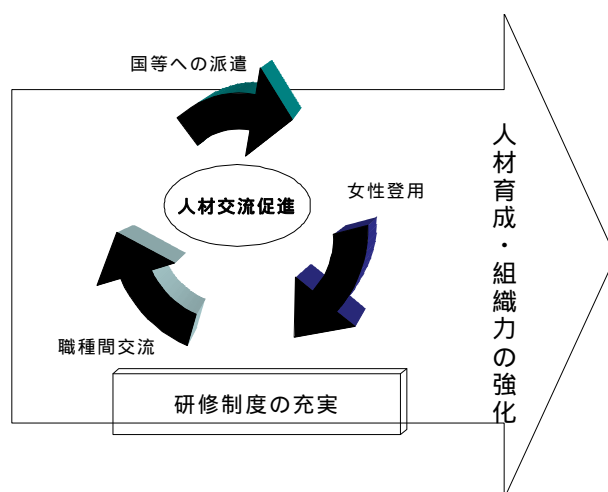 国等への派遣
人材交流促進
女性登用
職種間交流
研修制度の充実
人材育成・組織力の強化